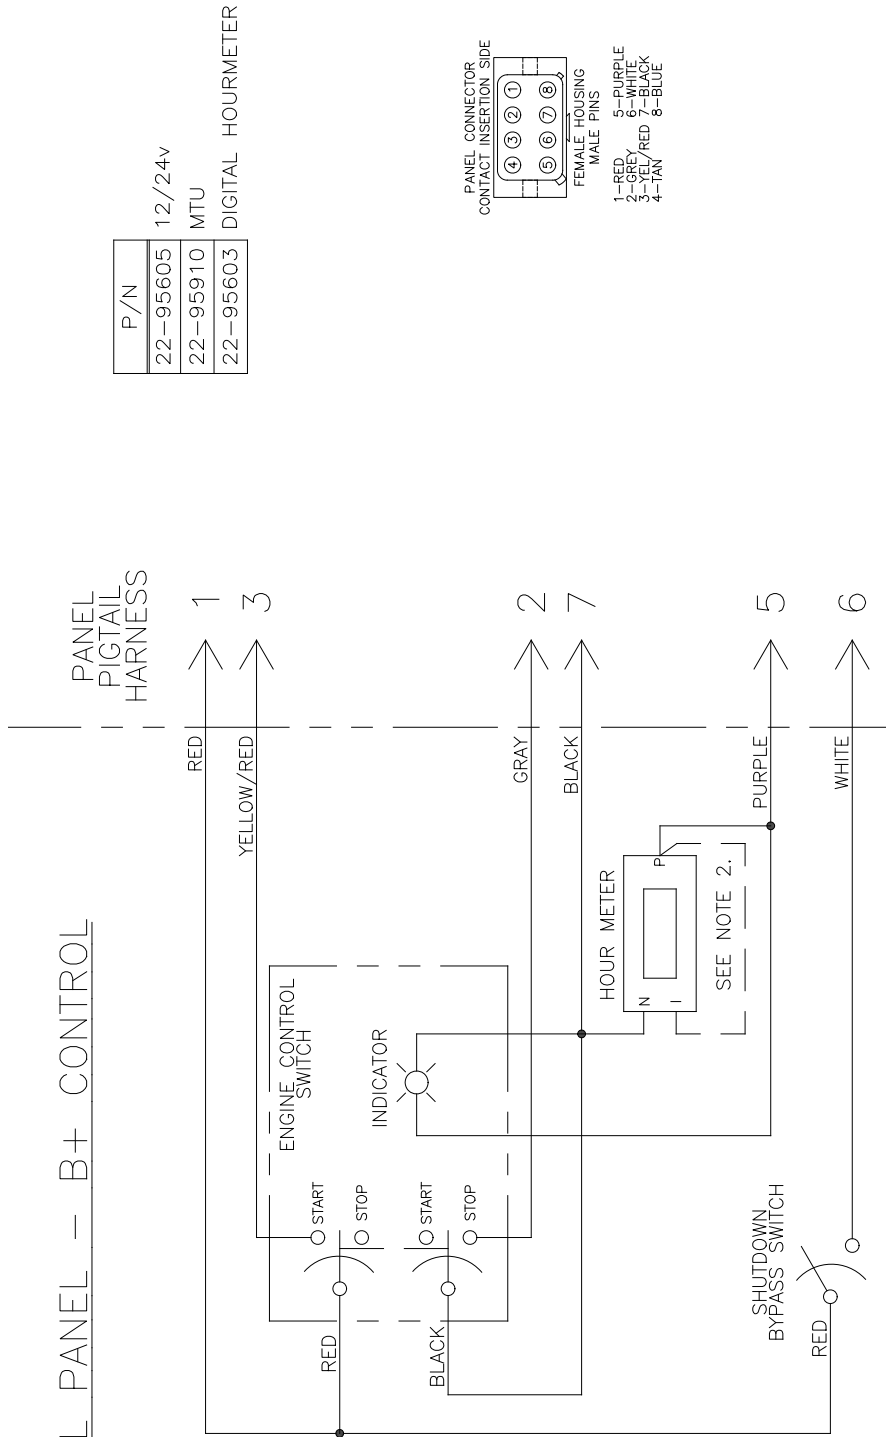 L PANEL - B+ CONTROL
PANEL
PIGTAIL
HARNESS
P/N
22-95605 12/24v
22-95910 MTU
22-95603 DIGITAL HOURMETER
RED
1
YELLOW/RED
3
ENGINE CONTROL
SWITCH
START
STOP
RED
INDICATOR
START
STOP
BLACK
GRAY
2
BLACK
7
HOUR METER
N
I
P
SEE NOTE 2.
PURPLE
5
SHUTDOWN
BYPASS SWITCH
RED
WHITE
6
PANEL CONNECTOR
CONTACT INSERTION SIDE
4 3 2 1
5 6 7 8
FEMALE HOUSING
MALE PINS
1-RED 5-PURPLE
2-GREY 6-WHITE
3-YEL/RED 7-BLACK
4-TAN 8-BLUE